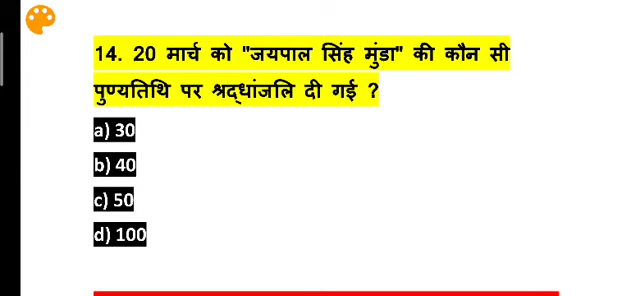 14. 20 मार्च को "जयपाल सिंह मुंडा" की कौन सी
पुण्यतिथि पर श्रद्धांजलि दी गई ?
a) 30
b) 40
c) 50
d) 100